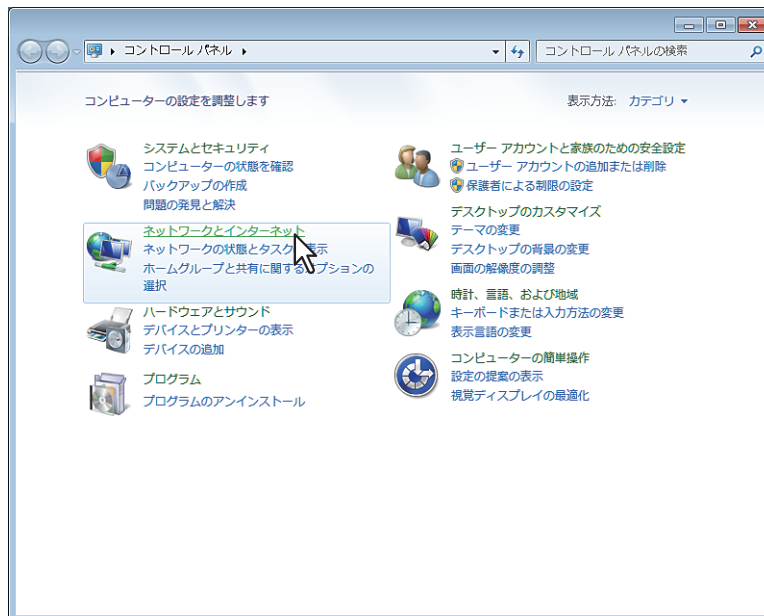 コントロール パネル
コントロール パネルの検索
コンピューターの設定を調整します
表示方法: カテゴリ
システムとセキュリティ
コンピューターの状態を確認
バックアップの作成
問題の発見と解決
ネットワークとインターネット
ネットワークの状態とタスク 表示
ホームグループと共有に関する プションの
選択
ハードウェアとサウンド
デバイスとプリンターの表示
デバイスの追加
プログラム
プログラムのアンインストール
ユーザー アカウントと家族のための安全設定
ユーザー アカウントの追加または削除
保護者による制限の設定
デスクトップのカスタマイズ
テーマの変更
デスクトップの背景の変更
画面の解像度の調整
時計、言語、および地域
キーボードまたは入力方法の変更
表示言語の変更
コンピューターの簡単操作
設定の提案の表示
視覚ディスプレイの最適化